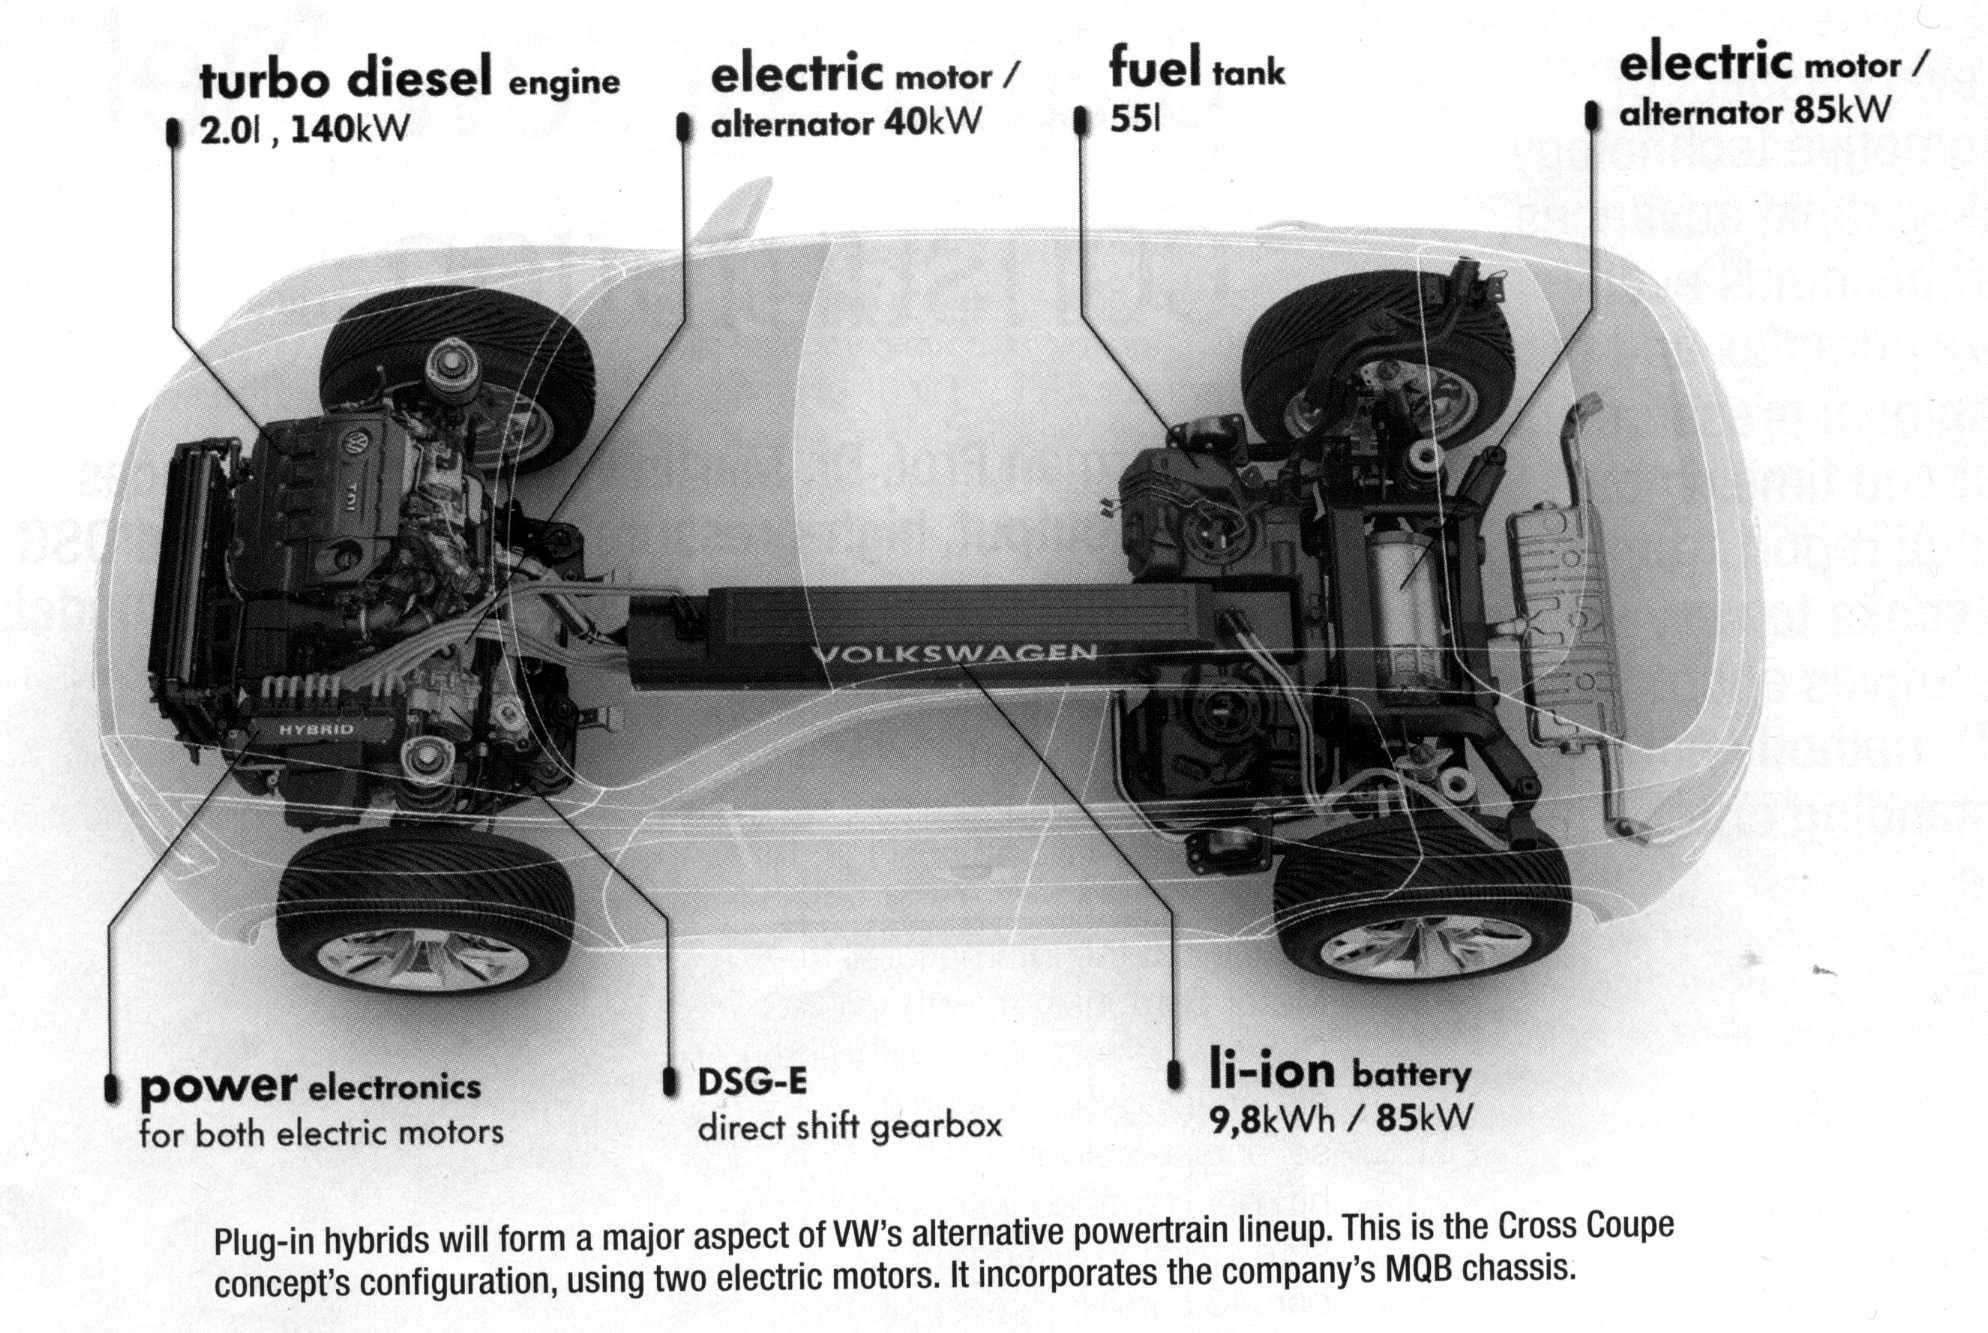 turbo diesel engine
2.0l , 140kW
electric motor /
alternator 40kW
fuel tank
55l
electric motor /
alternator 85kW
TDI
VOLKSWAGEN
HYBRID
power electronics
for both electric motors
DSG-E
direct shift gearbox
li-ion battery
9,8kWh / 85kW
Plug-in hybrids will form a major aspect of VW's alternative powertrain lineup. This is the Cross Coupe
concept's configuration, using two electric motors. It incorporates the company's MQB chassis.